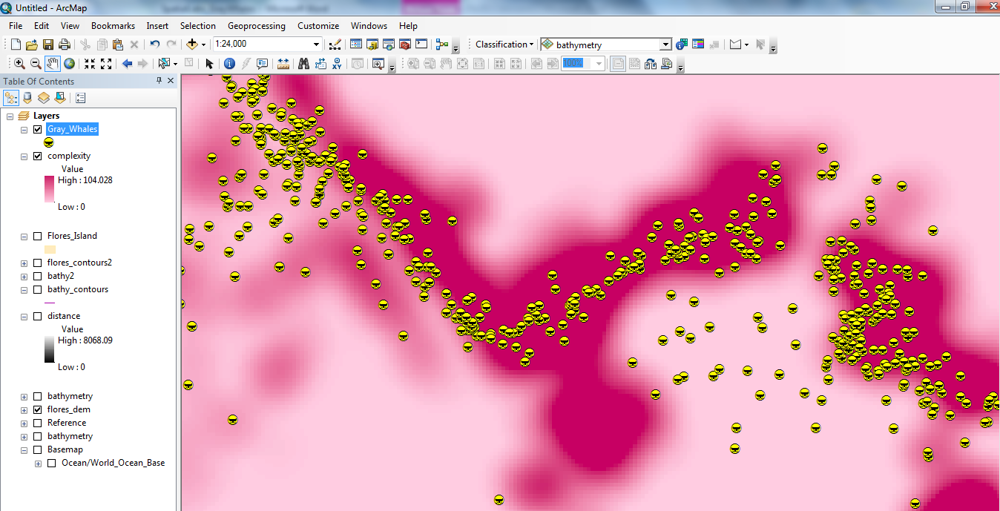 Untitled - ArcMap
File Edit View Bookmarks Insert Selection Geoprocessing Customize Windows Help
1:24,000 Classification bathymetry
XY 100%
Table Of Contents
Layers
Gray_Whales
complexity
Value
High : 104.028
Low : 0
Flores_Island
flores_contours2
bathy2
bathy_contours
distance
Value
High : 8068.09
Low : 0
bathymetry
flores_dem
Reference
bathymetry
Basemap
Ocean/World_Ocean_Base